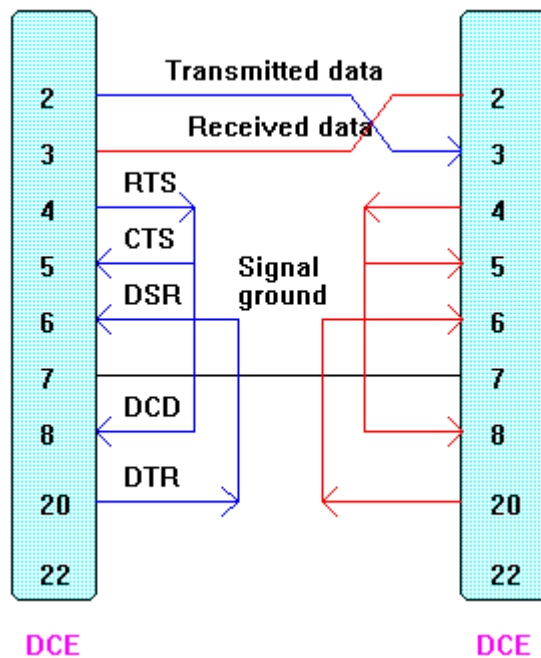 Transmitted data
2 2
Received data
3 3
RTS
4 4
CTS
5 5
Signal
ground
DSR
6 6
7 7
DCD
8 8
DTR
20 20
22 22
DCE DCE